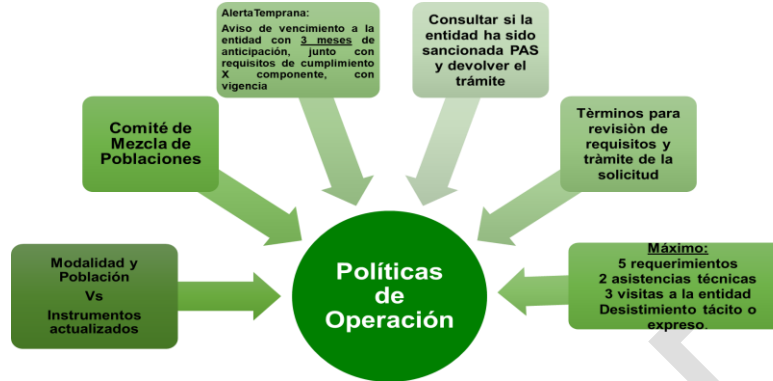 AlertaTemprana:
Aviso de vencimiento a la
entidad con 3 meses de
anticipación, junto con
requisitos de cumplimiento
X componente, con
vigencia
Consultar si la
entidad ha sido
sancionada PAS
y devolver el
trámite
Comité de
Mezcla de
Poblaciones
Tèrminos para
revisiòn de
requisitos y
tràmite de la
solicitud
Modalidad y
Población
Vs
Instrumentos
actualizados
Políticas
de
Operación
Máximo:
5 requerimientos
2 asistencias técnicas
3 visitas a la entidad
Desistimiento tácito o
expreso.